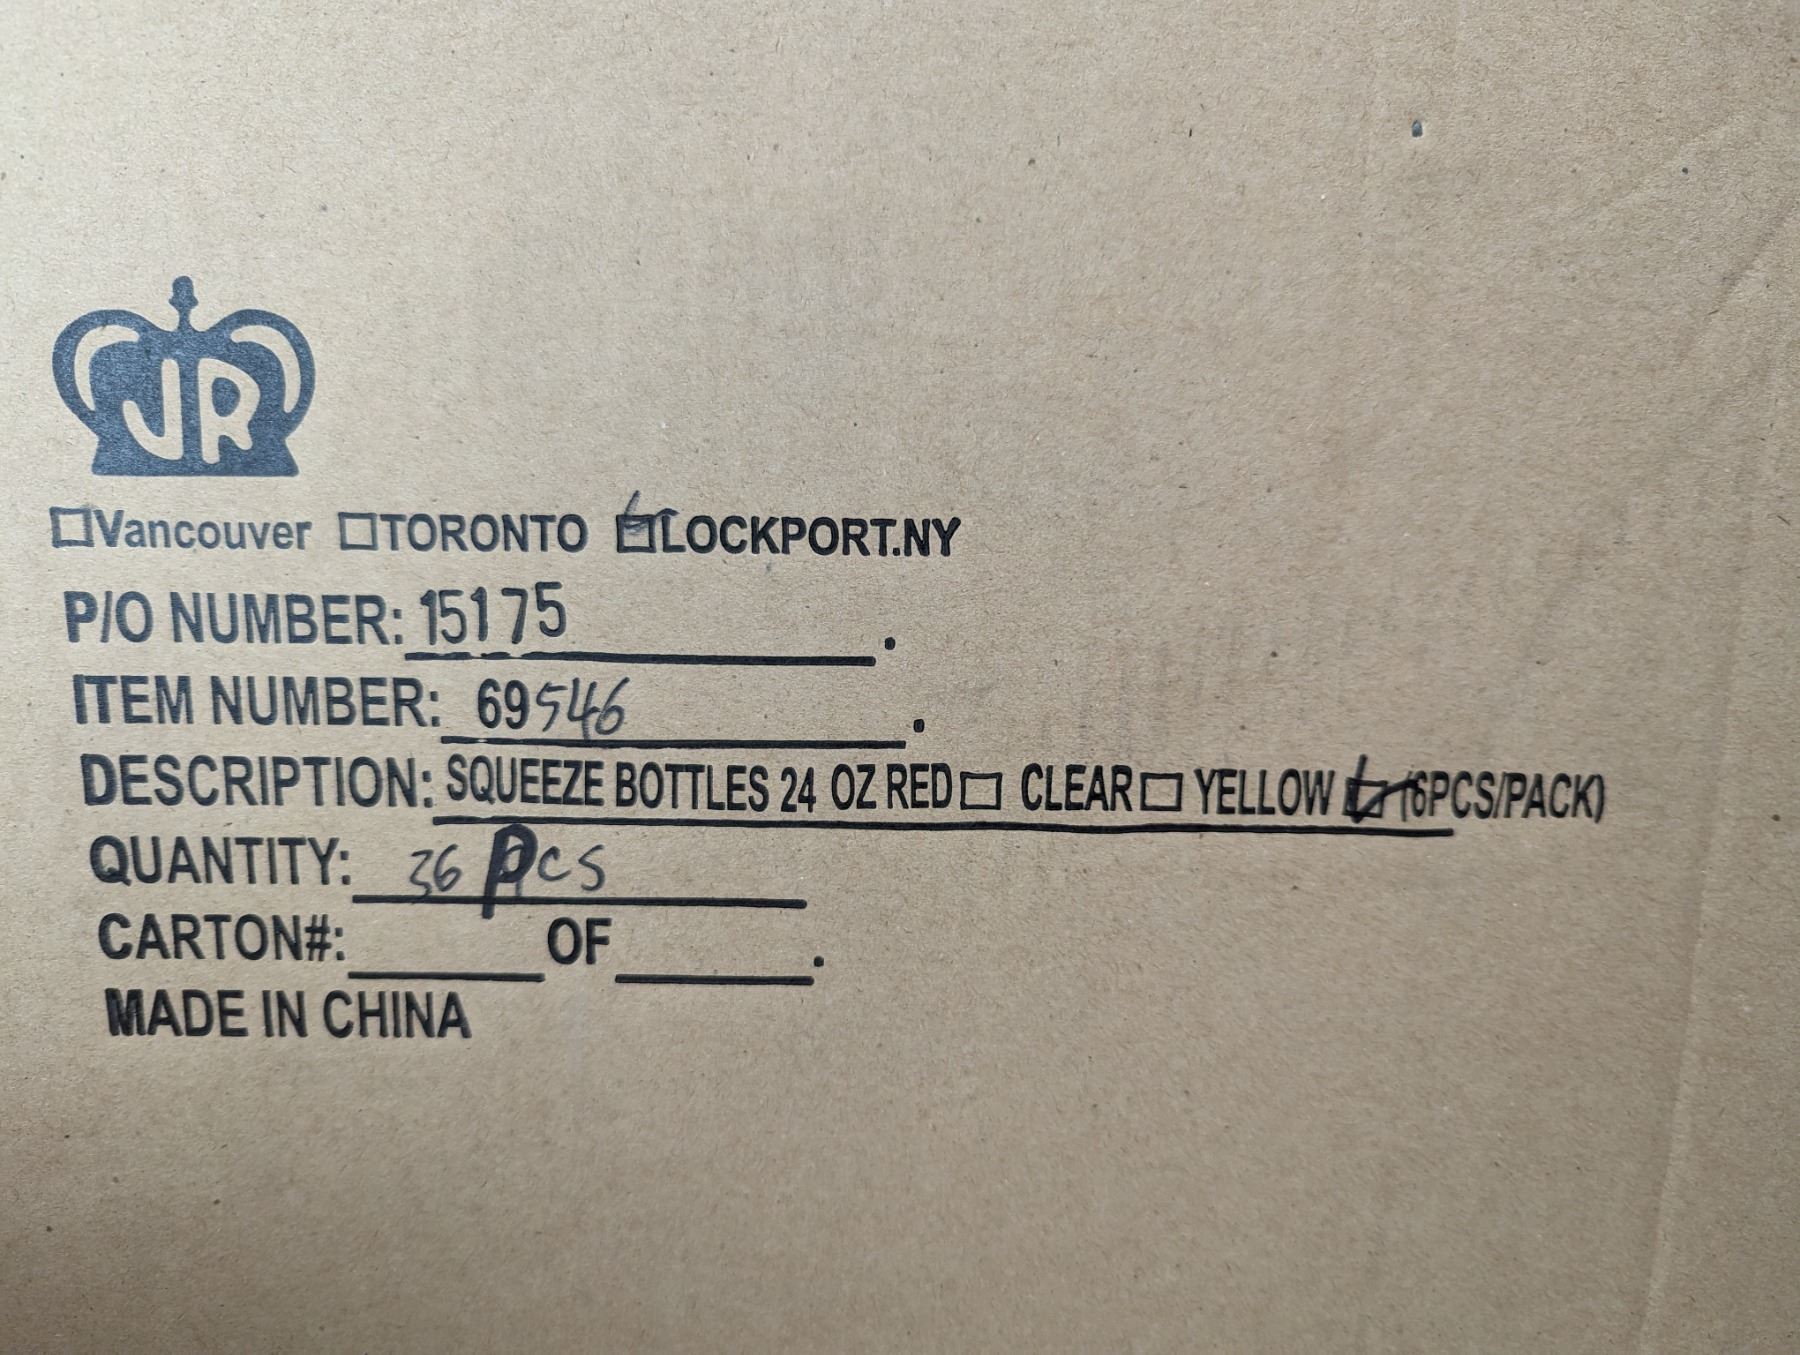 JR
☐Vancouver ☐TORONTO ☑LOCKPORT.NY
P/O NUMBER: 15175.
ITEM NUMBER: 69546.
DESCRIPTION: SQUEEZE BOTTLES 24 OZ RED☐ CLEAR☐ YELLOW☑(6PCS/PACK)
QUANTITY: 36 pcs
CARTON#:____OF____.
MADE IN CHINA